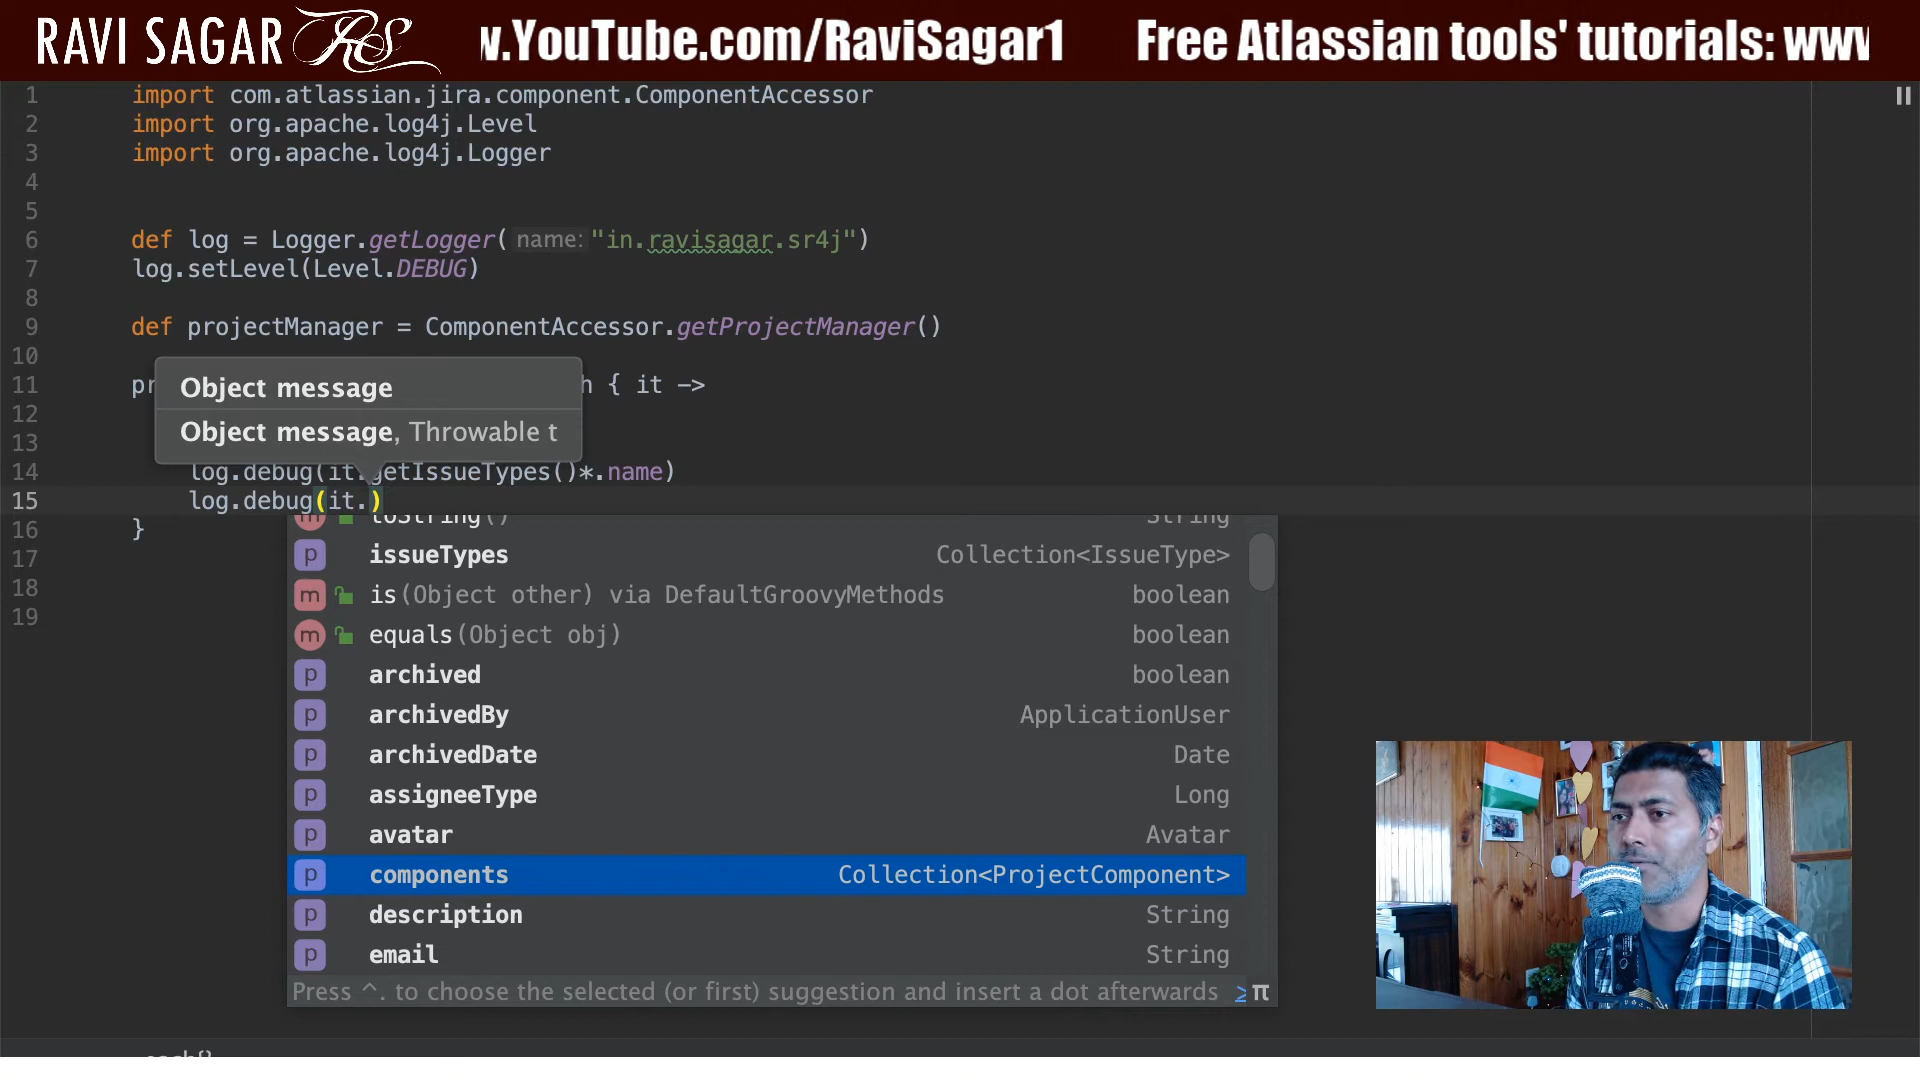 RAVI SAGAR RS
.YouTube.com/RaviSagar1 Free Atlassian tools' tutorials:
1 import com.atlassian.jira.component.ComponentAccessor
2 import org.apache.log4j.Level
3 import org.apache.log4j.Logger
4
5
6 def log = Logger.getLogger( name: "in.ravisagar.sr4j")
7 log.setLevel(Level.DEBUG)
8
9 def projectManager = ComponentAccessor.getProjectManager()
10
11 pr h { it ->
Object message
12
Object message, Throwable t
13
14 log.debug(it.getIssueTypes()*.name)
15 log.debug(it.)
16 }
17
18
19
toString() String
p issueTypes Collection<IssueType>
m is(Object other) via DefaultGroovyMethods boolean
m equals(Object obj) boolean
p archived boolean
p archivedBy ApplicationUser
p archivedDate Date
p assigneeType Long
p avatar Avatar
p components Collection<ProjectComponent>
p description String
p email String
Press ^. to choose the selected (or first) suggestion and insert a dot afterwards ≥ π